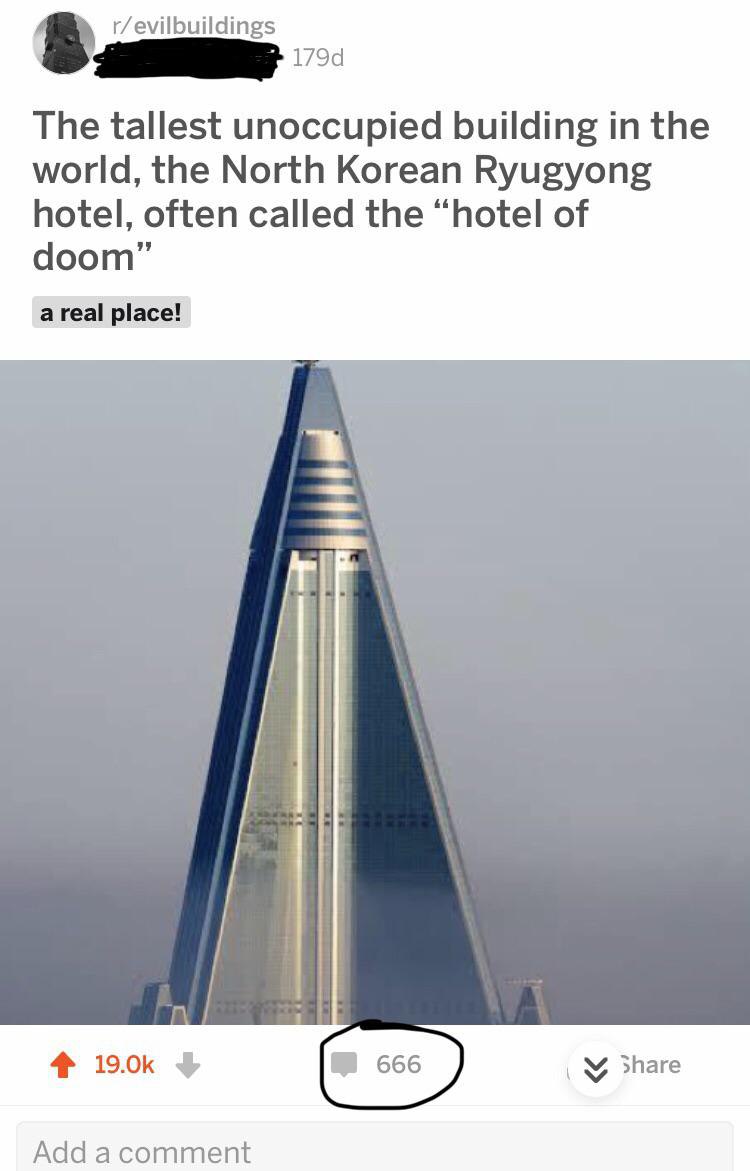 r/evilbuildings
179d
The tallest unoccupied building in the
world, the North Korean Ryugyong
hotel, often called the “hotel of
doom”
a real place!
19.0k 666 Share
Add a comment